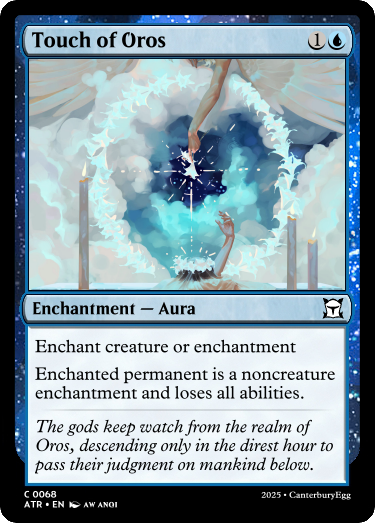 Touch of Oros 1
Enchantment — Aura
Enchant creature or enchantment
Enchanted permanent is a noncreature
enchantment and loses all abilities.
The gods keep watch from the realm of
Oros, descending only in the direst hour to
pass their judgment on mankind below.
C 0068
ATR • EN AW ANOI 2025 • CanterburyEgg